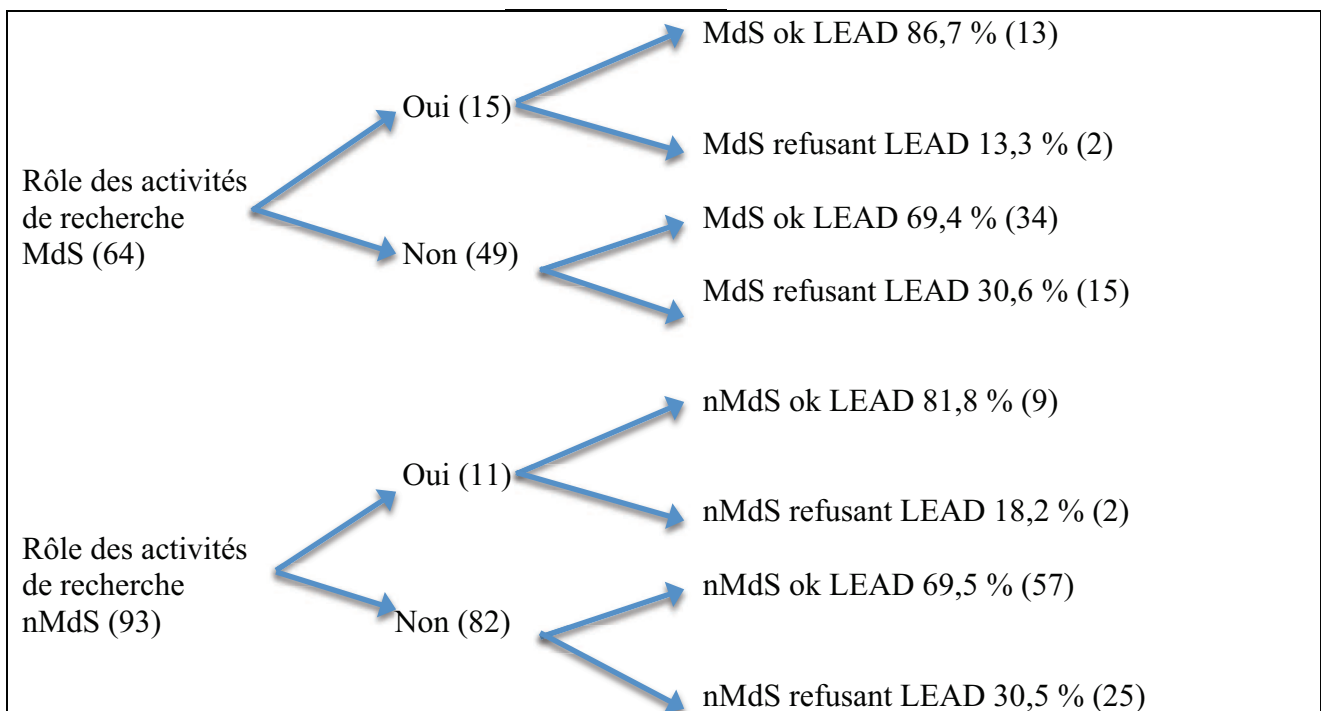 MdS ok LEAD 86,7 % (13)
Oui (15)
MdS refusant LEAD 13,3 % (2)
Rôle des activités
de recherche
MdS (64)
MdS ok LEAD 69,4 % (34)
Non (49)
MdS refusant LEAD 30,6 % (15)
nMdS ok LEAD 81,8 % (9)
Oui (11)
nMdS refusant LEAD 18,2 % (2)
Rôle des activités
de recherche
nMdS (93)
nMdS ok LEAD 69,5 % (57)
Non (82)
nMdS refusant LEAD 30,5 % (25)